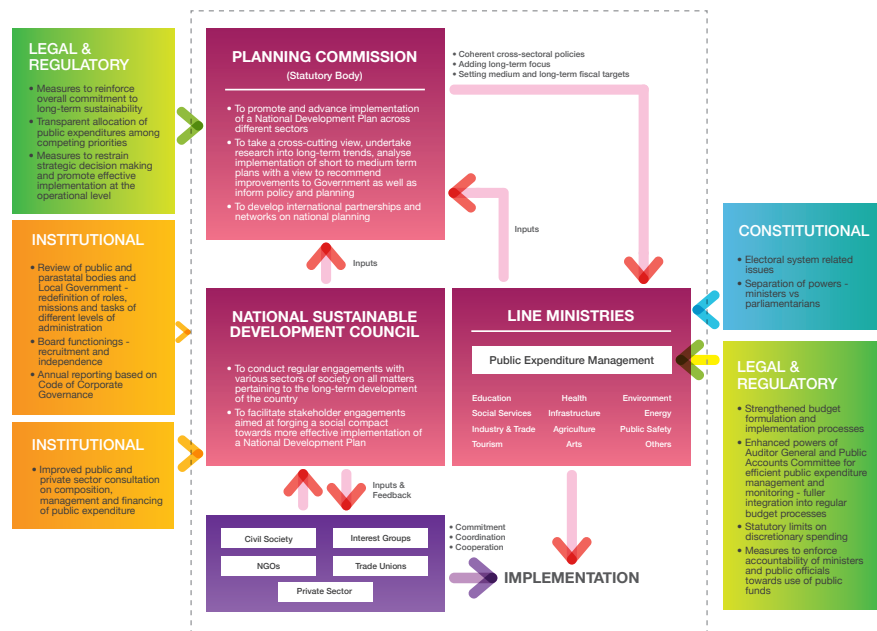 LEGAL &
REGULATORY
• Measures to reinforce
overall commitment to
long-term sustainability
• Transparent allocation of
public expenditures among
competing priorities
• Measures to restrain
strategic decision making
and promote effective
implementation at the
operational level
INSTITUTIONAL
• Review of public and
parastatal bodies and
Local Government -
redefinition of roles,
missions and tasks of
different levels of
administration
• Board functionings -
recruitment and
independence
• Annual reporting based on
Code of Corporate
Governance
INSTITUTIONAL
• Improved public and
private sector consultation
on composition,
management and financing
of public expenditure
PLANNING COMMISSION
(Statutory Body)
• To promote and advance implementation
of a National Development Plan across
different sectors
• To take a cross-cutting view, undertake
research into long-term trends, analyse
implementation of short to medium term
plans with a view to recommend
improvements to Government as well as
inform policy and planning
• To develop international partnerships and
networks on national planning
• Coherent cross-sectoral policies
• Adding long-term focus
• Setting medium and long-term fiscal targets
Inputs
Inputs
NATIONAL SUSTAINABLE
DEVELOPMENT COUNCIL
• To conduct regular engagements with
various sectors of society on all matters
pertaining to the long-term development
of the country
• To facilitate stakeholder engagements
aimed at forging a social compact
towards more effective implementation of
a National Development Plan
LINE MINISTRIES
Public Expenditure Management
Education Health Environment
Social Services Infrastructure Energy
Industry & Trade Agriculture Public Safety
Tourism Arts Others
Inputs &
Feedback
Civil Society Interest Groups
NGOs Trade Unions
Private Sector
• Commitment
• Coordination
• Cooperation
IMPLEMENTATION
CONSTITUTIONAL
• Electoral system related
issues
• Separation of powers -
ministers vs
parliamentarians
LEGAL &
REGULATORY
• Strengthened budget
formulation and
implementation processes
• Enhanced powers of
Auditor General and Public
Accounts Committee for
efficient public expenditure
management and
monitoring - fuller
integration into regular
budget processes
• Statutory limits on
discretionary spending
• Measures to enforce
accountability of ministers
and public officials
towards use of public
funds